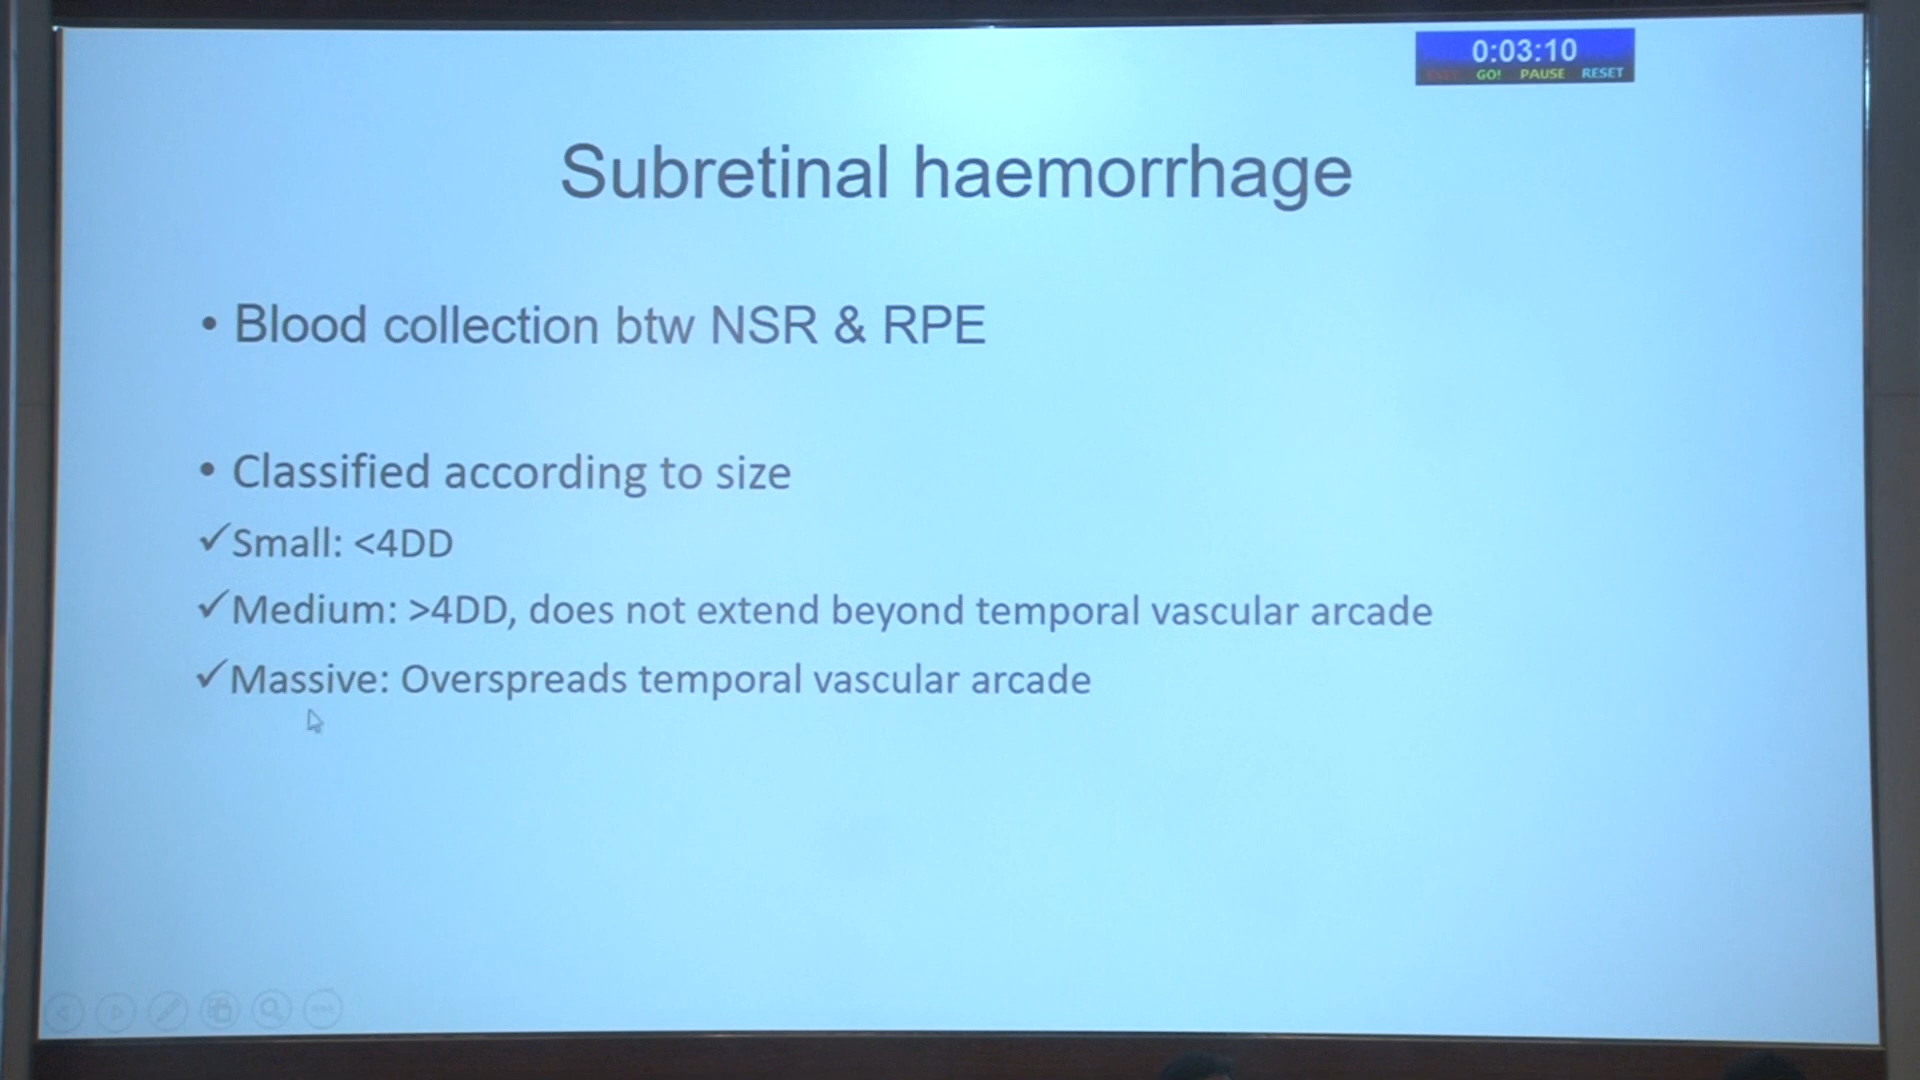 0:03:10
GO! PAUSE RESET
Subretinal haemorrhage
• Blood collection btw NSR & RPE
• Classified according to size
✓Small: <4DD
✓Medium: >4DD, does not extend beyond temporal vascular arcade
✓Massive: Overspreads temporal vascular arcade